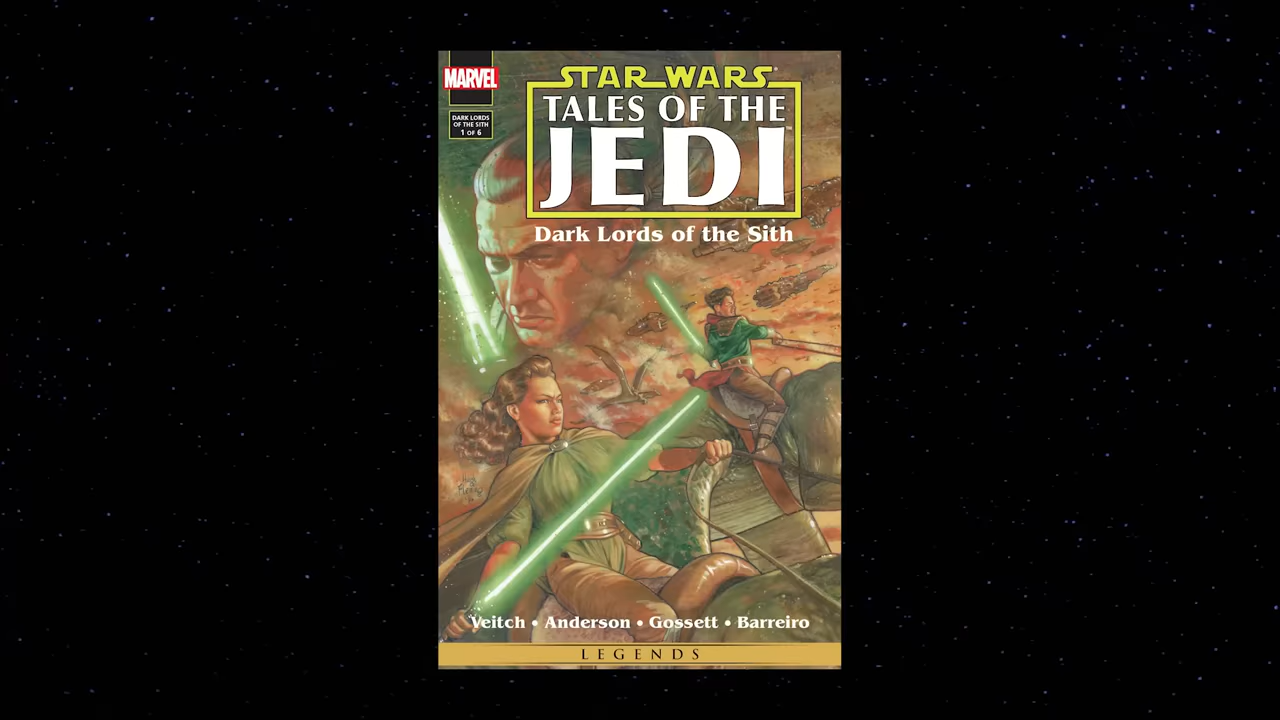 MARVEL
DARK LORDS
OF THE SITH
1 OF 6
STAR WARS
TALES OF THE
JEDI
™
Dark Lords of the Sith
Veitch • Anderson • Gossett • Barreiro
LEGENDS